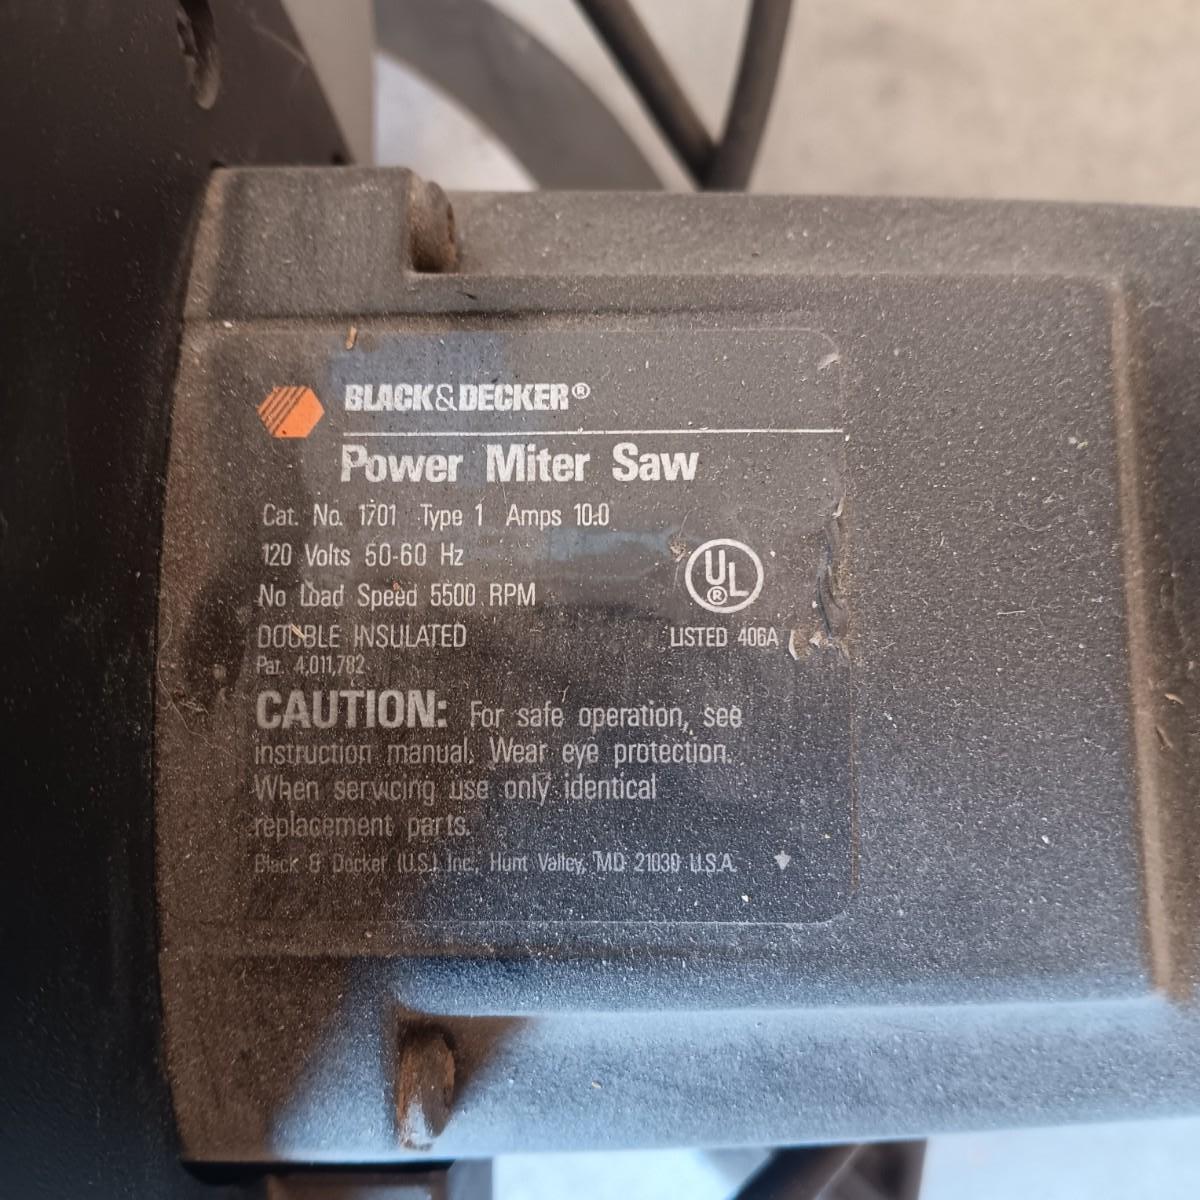 BLACK&DECKER®
Power Miter Saw
Cat. No. 1701 Type 1 Amps 10.0
120 Volts 50-60 Hz
No Load Speed 5500 RPM
UL®
DOUBLE INSULATED
LISTED 406A
Pat. 4,011,782
CAUTION: For safe operation, see
instruction manual. Wear eye protection.
When servicing use only identical
replacement parts.
Black & Decker (U.S.) Inc., Hunt Valley, MD 21030 U.S.A.